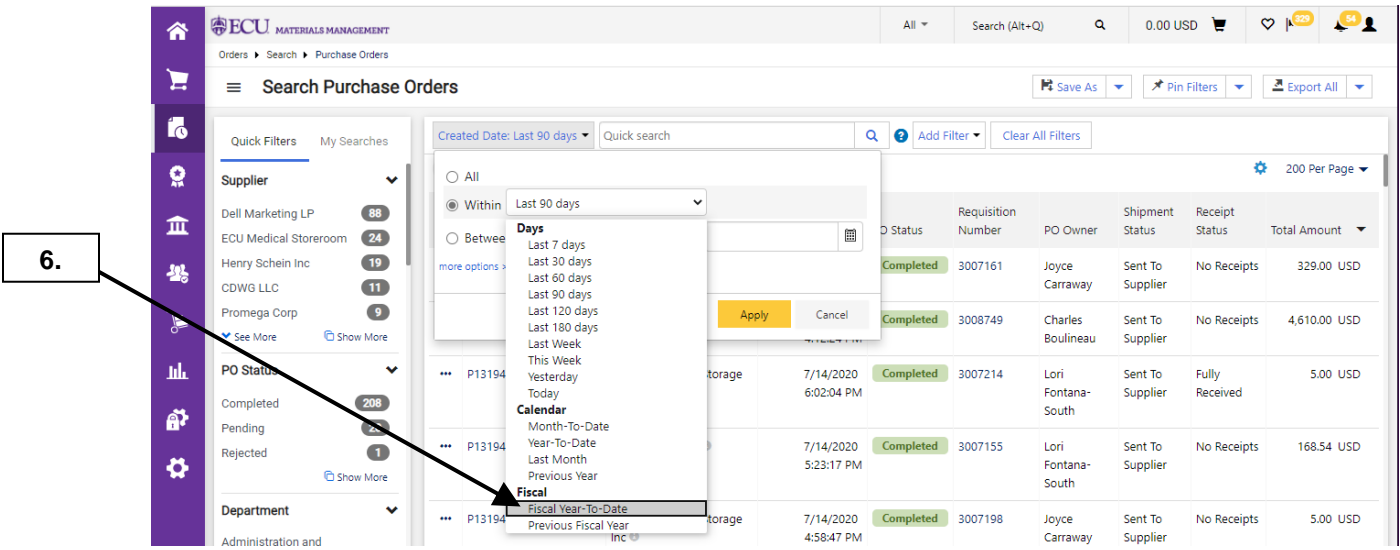 ECU MATERIALS MANAGEMENT
All
Search (Alt+Q)
0.00 USD
329
54
Orders Search Purchase Orders
Search Purchase Orders
Save As
Pin Filters
Export All
Quick Filters My Searches
Created Date: Last 90 days
Quick search
?
Add Filter
Clear All Filters
Supplier
Dell Marketing LP 88
ECU Medical Storeroom 24
Henry Schein Inc 19
CDWG LLC 11
Promega Corp 9
See More Show More
PO Status
Completed 208
Pending
Rejected 1
Show More
Department
Administration and
6.
All
Within Last 90 days
Betwee
more options
Apply Cancel
Days
Last 7 days
Last 30 days
Last 60 days
Last 90 days
Last 120 days
Last 180 days
Last Week
This Week
Yesterday
Today
Calendar
Month-To-Date
Year-To-Date
Last Month
Previous Year
Fiscal
Fiscal Year-To-Date
Previous Fiscal Year
200 Per Page
O Status
Requisition Number
PO Owner
Shipment Status
Receipt Status
Total Amount
Completed 3007161 Joyce Carraway Sent To Supplier No Receipts 329.00 USD
Completed 3008749 Charles Boulineau Sent To Supplier No Receipts 4,610.00 USD
P13194 torage 7/14/2020 6:02:04 PM Completed 3007214 Lori Fontana-South Sent To Supplier Fully Received 5.00 USD
P13194 7/14/2020 5:23:17 PM Completed 3007155 Lori Fontana-South Sent To Supplier No Receipts 168.54 USD
P13194 torage Inc 7/14/2020 4:58:47 PM Completed 3007198 Joyce Carraway Sent To Supplier No Receipts 5.00 USD